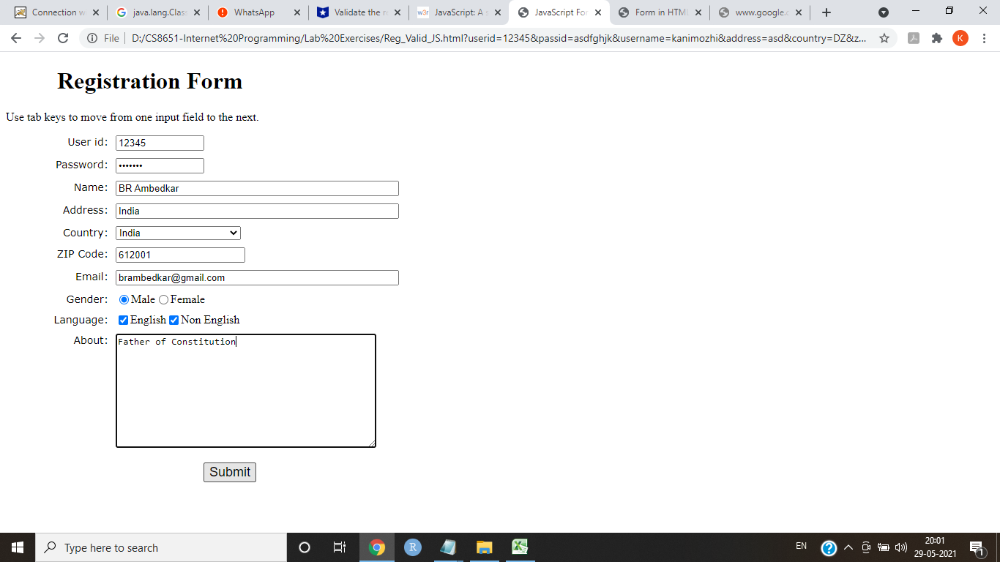 Connection w
java.lang.Clas
WhatsApp
Validate the r
JavaScript: A s
JavaScript For
Form in HTML
www.google.c
File | D:/CS8651-Internet%20Programming/Lab%20Exercises/Reg_Valid_JS.html?userid=12345&passid=asdfghjk&username=kanimozhi&address=asd&country=DZ&z... K
Registration Form
Use tab keys to move from one input field to the next.
User id: 12345
Password: •••••••
Name: BR Ambedkar
Address: India
Country: India
ZIP Code: 612001
Email: brambedkar@gmail.com
Gender: Male Female
Language: English Non English
About: Father of Constitution
Submit
Type here to search
R
EN
20:01
29-05-2021
1